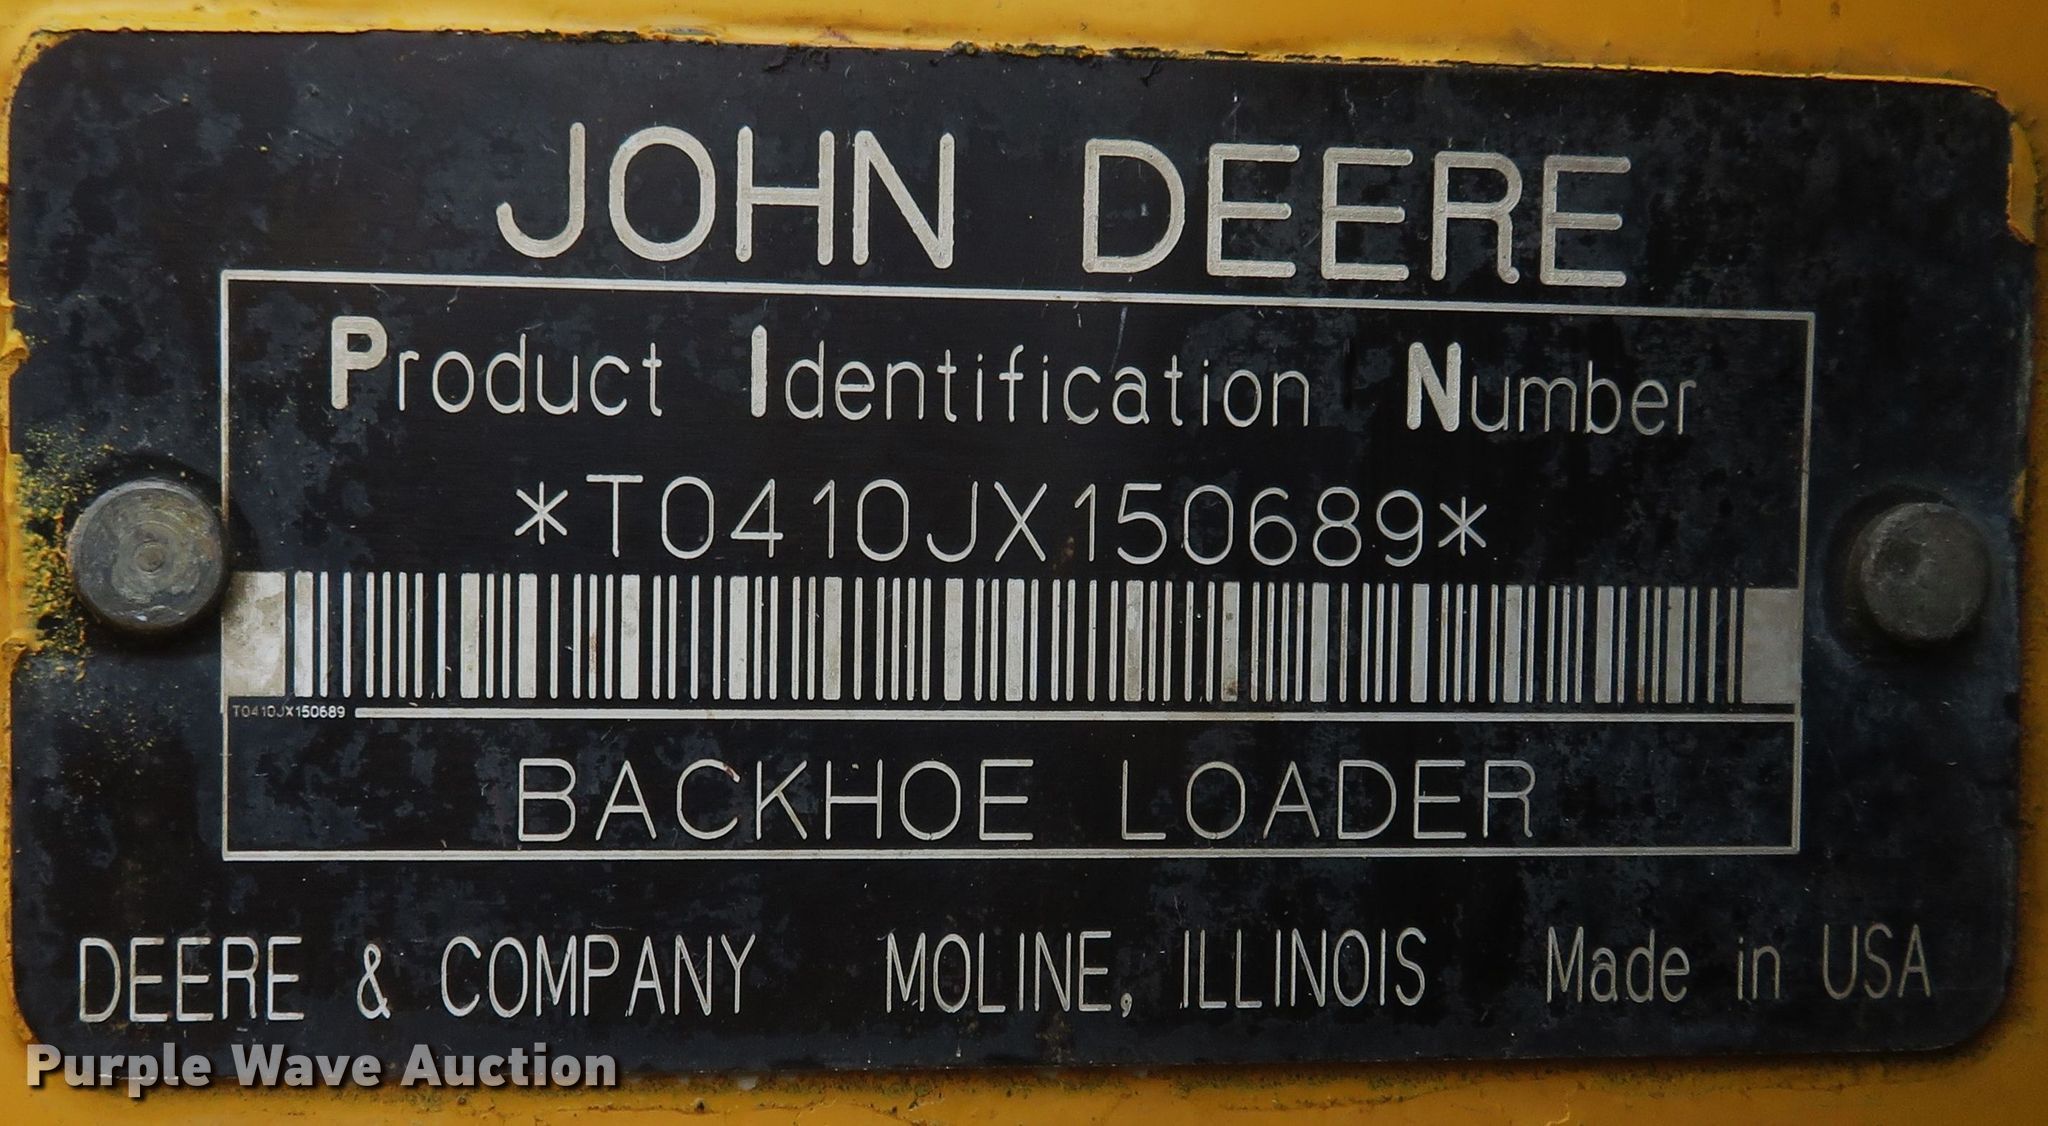 JOHN DEERE
Product Identification Number
*T0410JX150689*
T0410JX150689
BACKHOE LOADER
DEERE & COMPANY MOLINE, ILLINOIS Made in USA
Purple Wave Auction